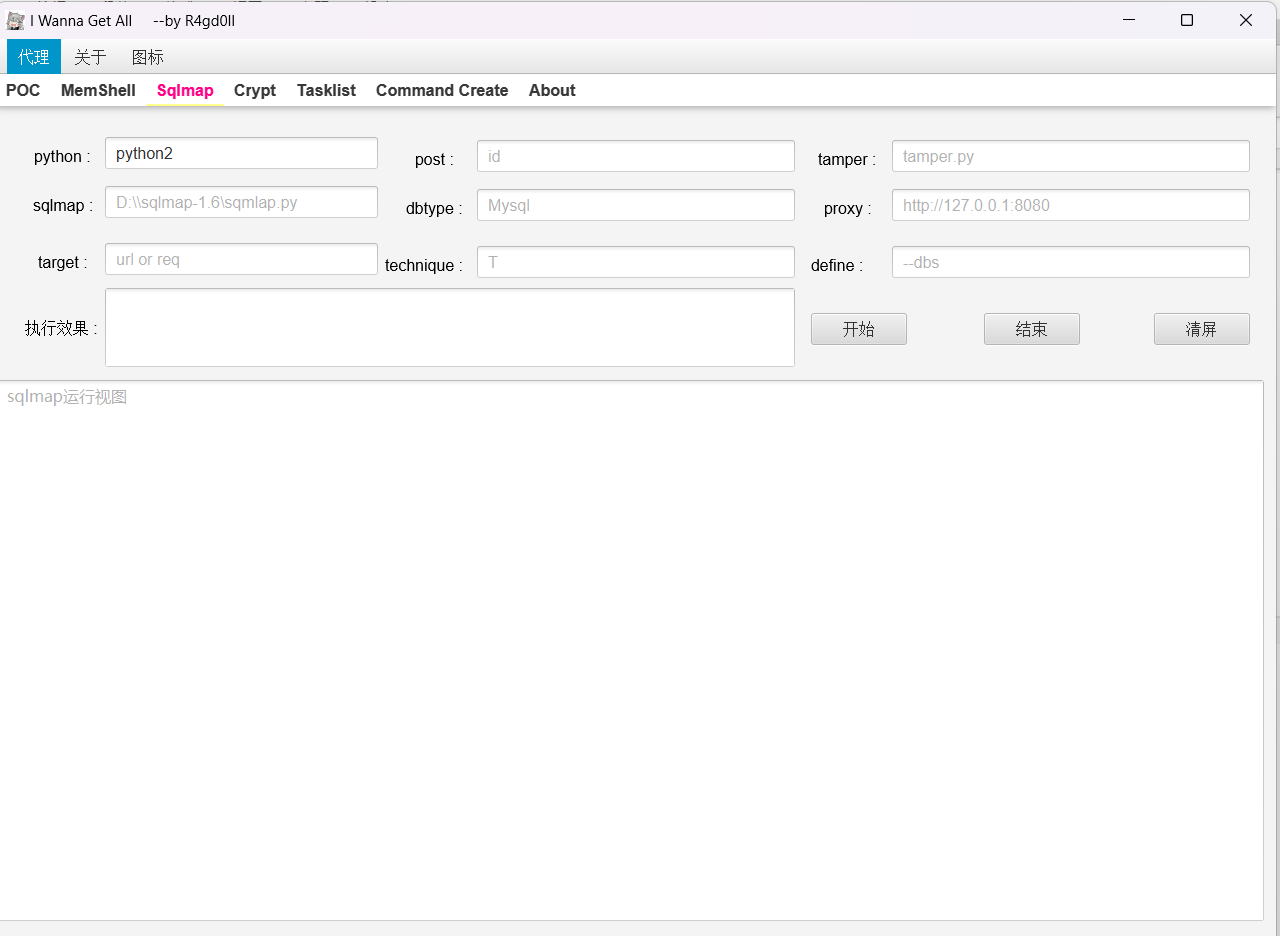 I Wanna Get All --by R4gd0ll
代理 关于 图标
POC MemShell Sqlmap Crypt Tasklist Command Create About
python : python2 post : id tamper : tamper.py
sqlmap : D:\\sqlmap-1.6\sqmlap.py dbtype : Mysql proxy : http://127.0.0.1:8080
target : url or req technique : T define : --dbs
执行效果 : 开始 结束 清屏
sqlmap运行视图